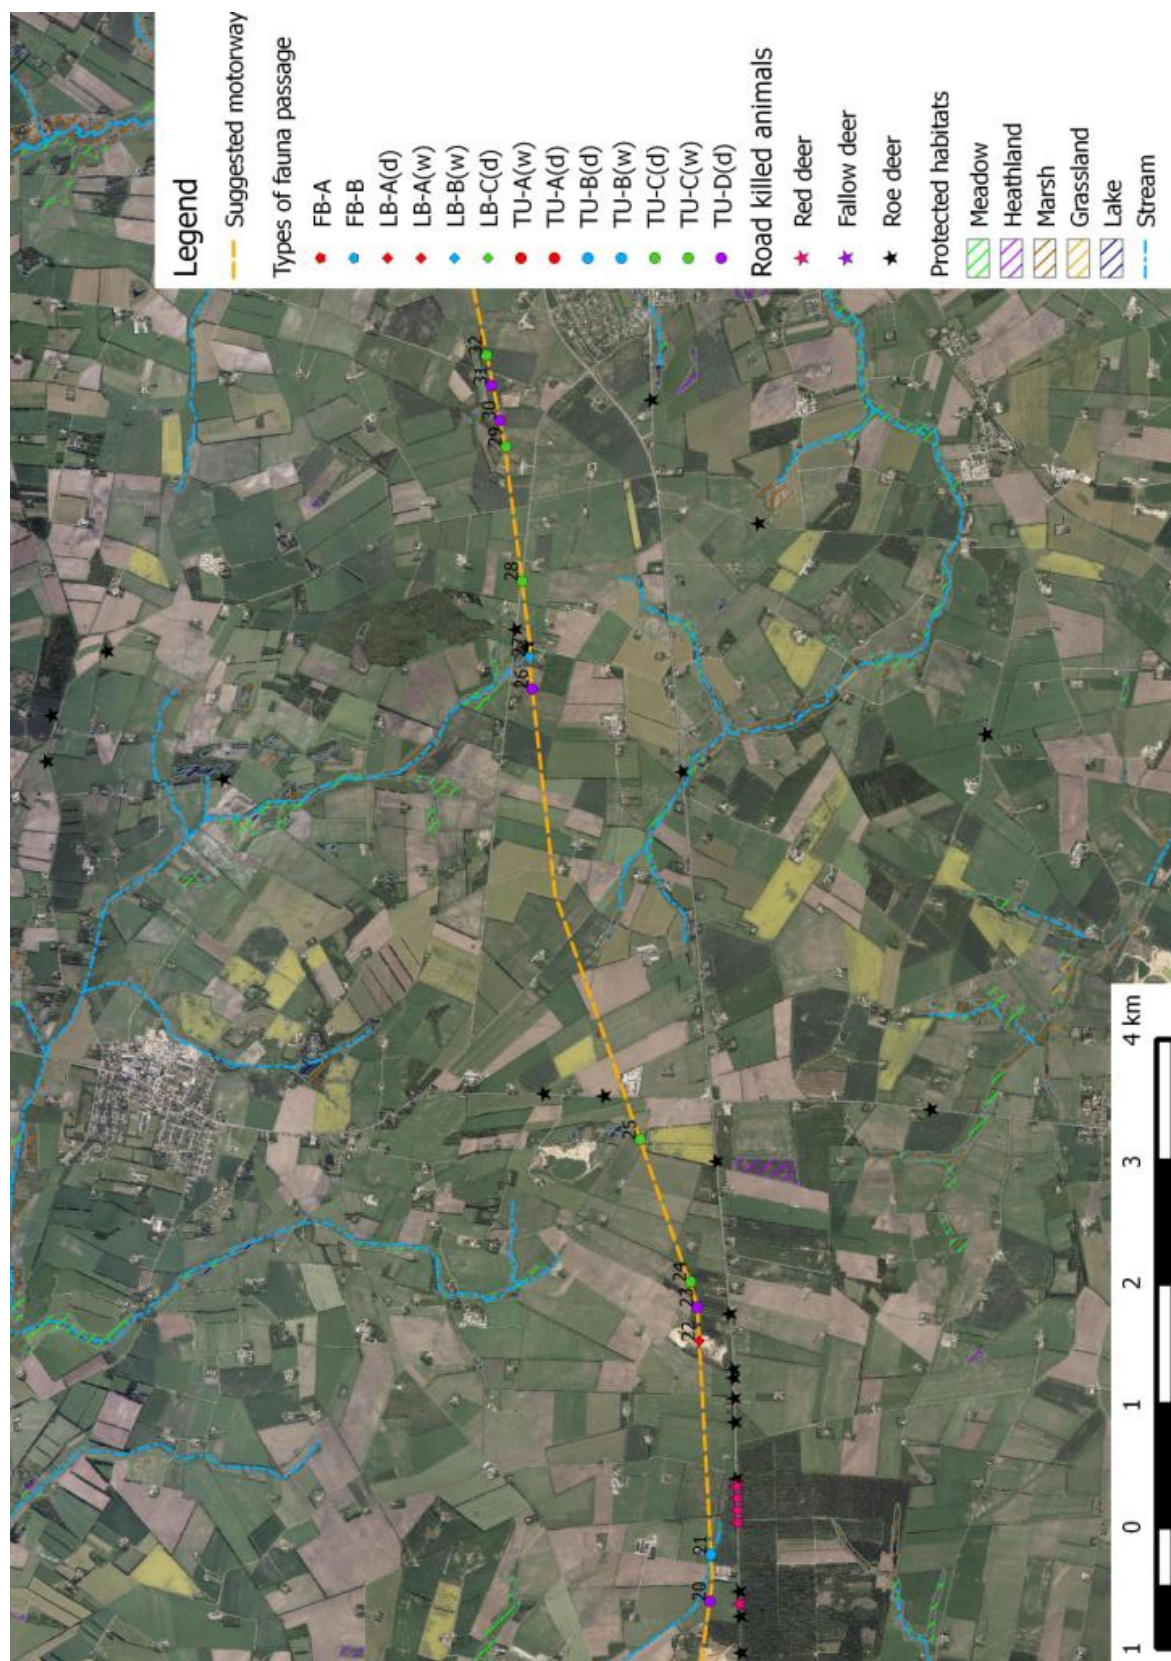 Legend
Suggested motorway
Types of fauna passage
FB-A
FB-B
LB-A(d)
LB-A(w)
LB-B(w)
LB-C(d)
TU-A(w)
TU-A(d)
TU-B(d)
TU-B(w)
TU-C(d)
TU-C(w)
TU-D(d)
Road killed animals
Red deer
Fallow deer
Roe deer
Protected habitats
Meadow
Heathland
Marsh
Grassland
Lake
Stream
20
21
22
23
24
25
26
27
28
29
30
31
32
1 0 1 2 3 4 km